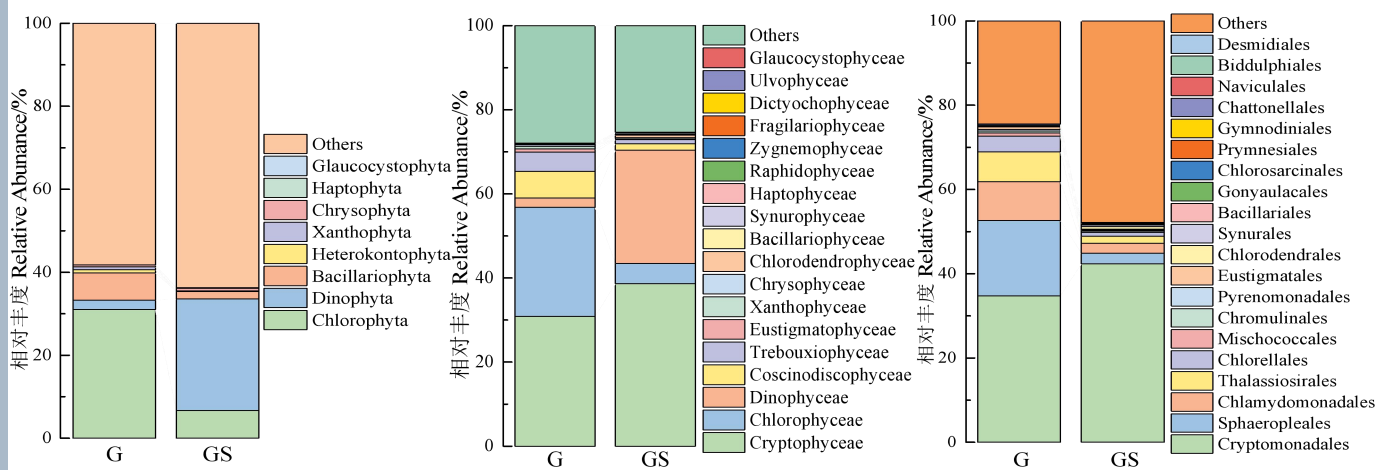 相对丰度 Relative Abunance/%
100
80
60
40
20
0
G
GS
Others
Glaucocystophyta
Haptophyta
Chrysophyta
Xanthophyta
Heterokontophyta
Bacillariophyta
Dinophyta
Chlorophyta
相对丰度 Relative Abunance/%
100
80
60
40
20
0
G
GS
Others
Glaucocystophyceae
Ulvophyceae
Dictyochophyceae
Fragilariophyceae
Zygnemophyceae
Raphidophyceae
Haptophyceae
Synurophyceae
Bacillariophyceae
Chlorodendrophyceae
Chrysophyceae
Xanthophyceae
Eustigmatophyceae
Trebouxiophyceae
Coscinodiscophyceae
Dinophyceae
Chlorophyceae
Cryptophyceae
相对丰度 Relative Abunance/%
100
80
60
40
20
0
G
GS
Others
Desmidiales
Biddulphiales
Naviculales
Chattonellales
Gymnodiniales
Prymnesiales
Chlorosarcinales
Gonyaulacales
Bacillariales
Synurales
Chlorodendrales
Eustigmatales
Pyrenomonadales
Chromulinales
Mischococcales
Chlorellales
Thalassiosirales
Chlamydomonadales
Sphaeropleales
Cryptomonadales